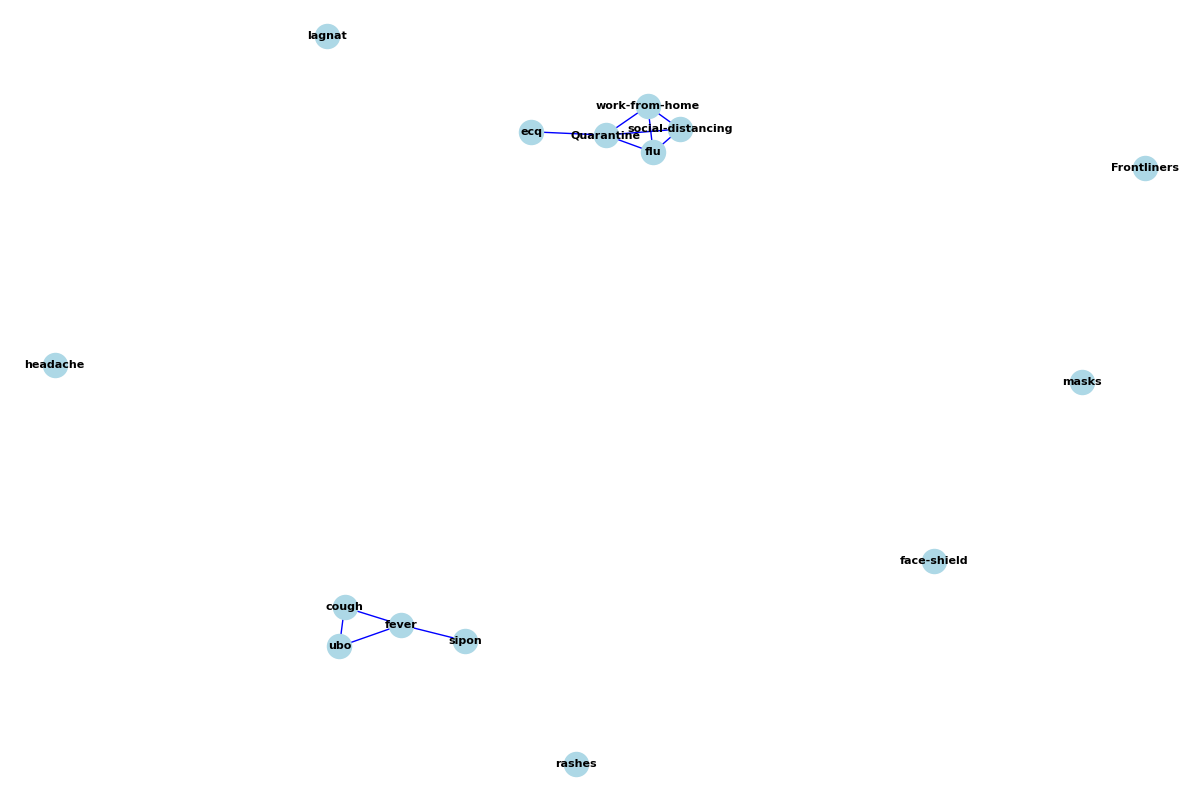 lagnat
work-from-home
ecq
Quarantine
social-distancing
flu
Frontliners
headache
masks
face-shield
cough
fever
ubo
sipon
rashes